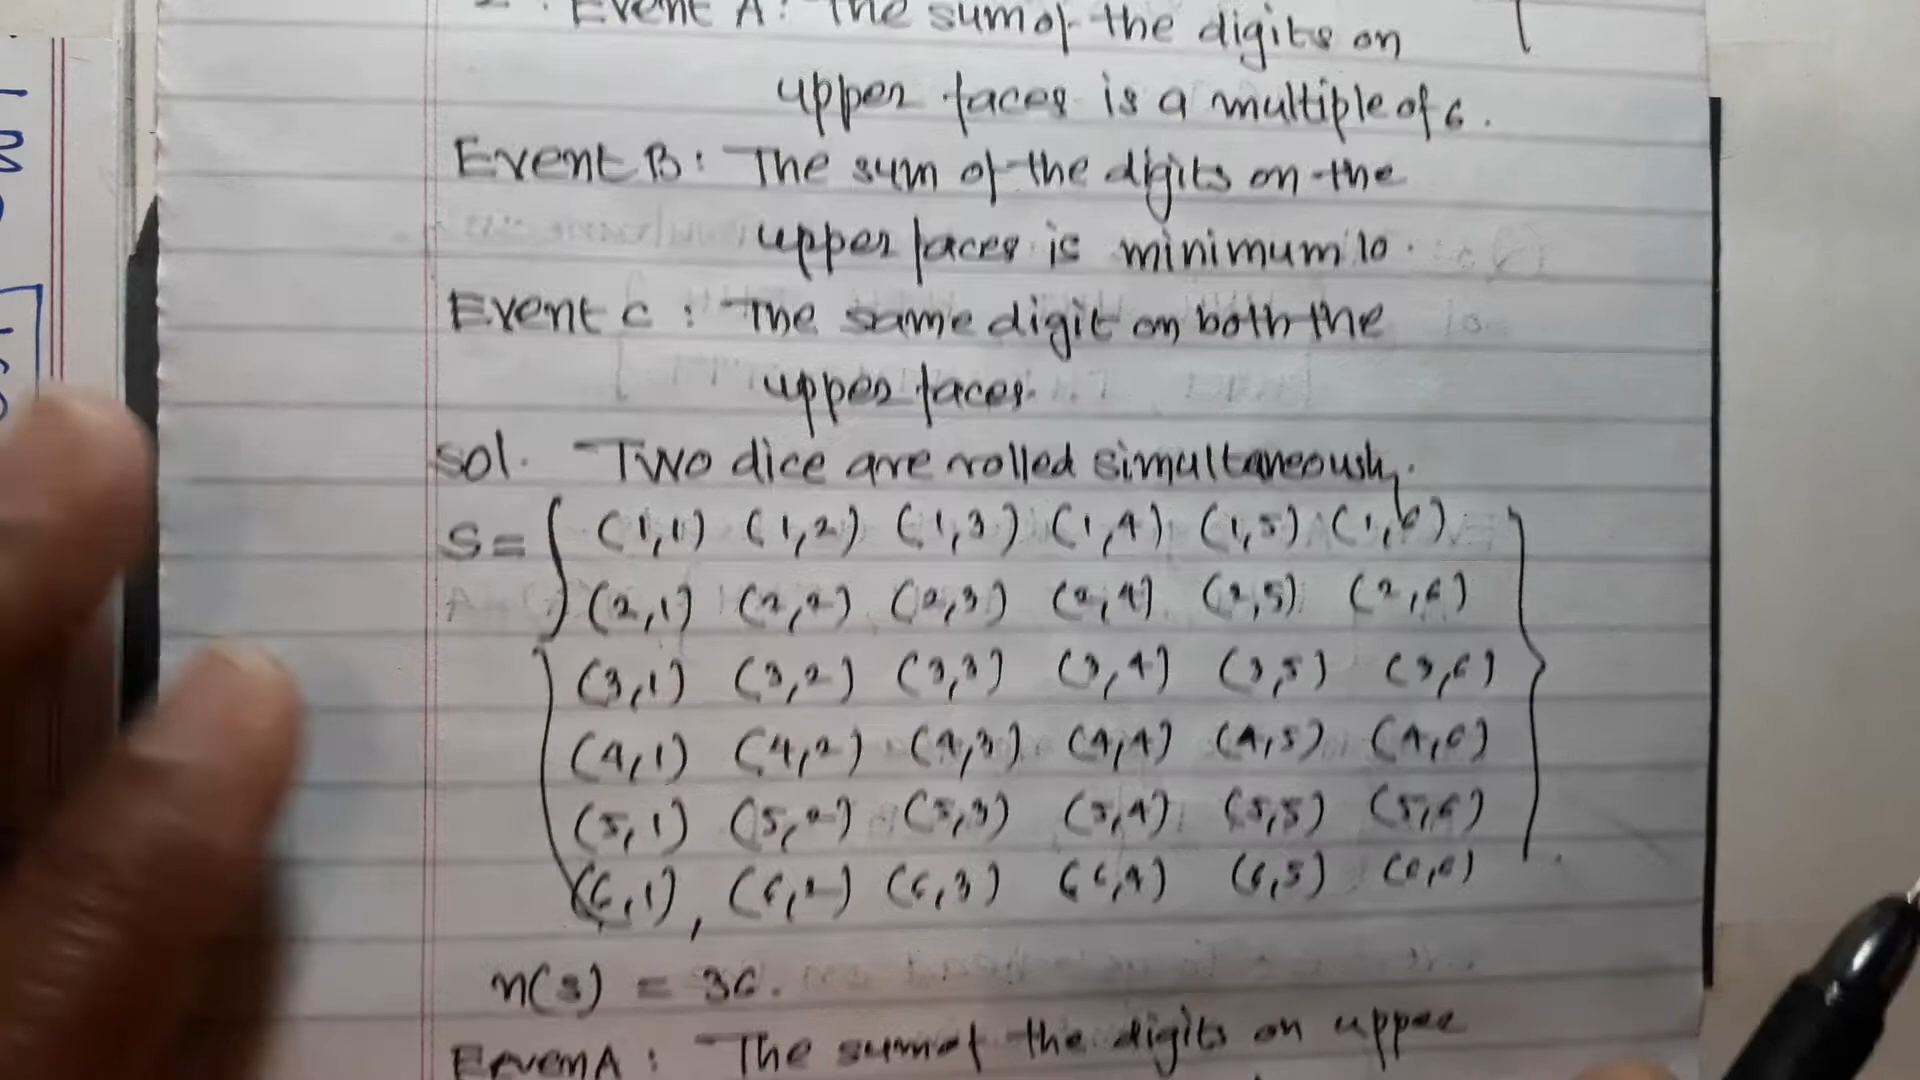 Event A: The sum of the digits on
upper faces is a multiple of 6.
Event B: The sum of the digits on the
upper faces is minimum 10.
Event C: The same digit on both the
upper faces.
Sol. Two dice are rolled simultaneously.
S = { (1,1) (1,2) (1,3) (1,4) (1,5) (1,6)
(2,1) (2,2) (2,3) (2,4) (2,5) (2,6)
(3,1) (3,2) (3,3) (3,4) (3,5) (3,6)
(4,1) (4,2) (4,3) (4,4) (4,5) (4,6)
(5,1) (5,2) (5,3) (5,4) (5,5) (5,6)
(6,1), (6,2) (6,3) (6,4) (6,5) (6,6) }
n(s) = 36.
EvenA: The sum of the digits on upper